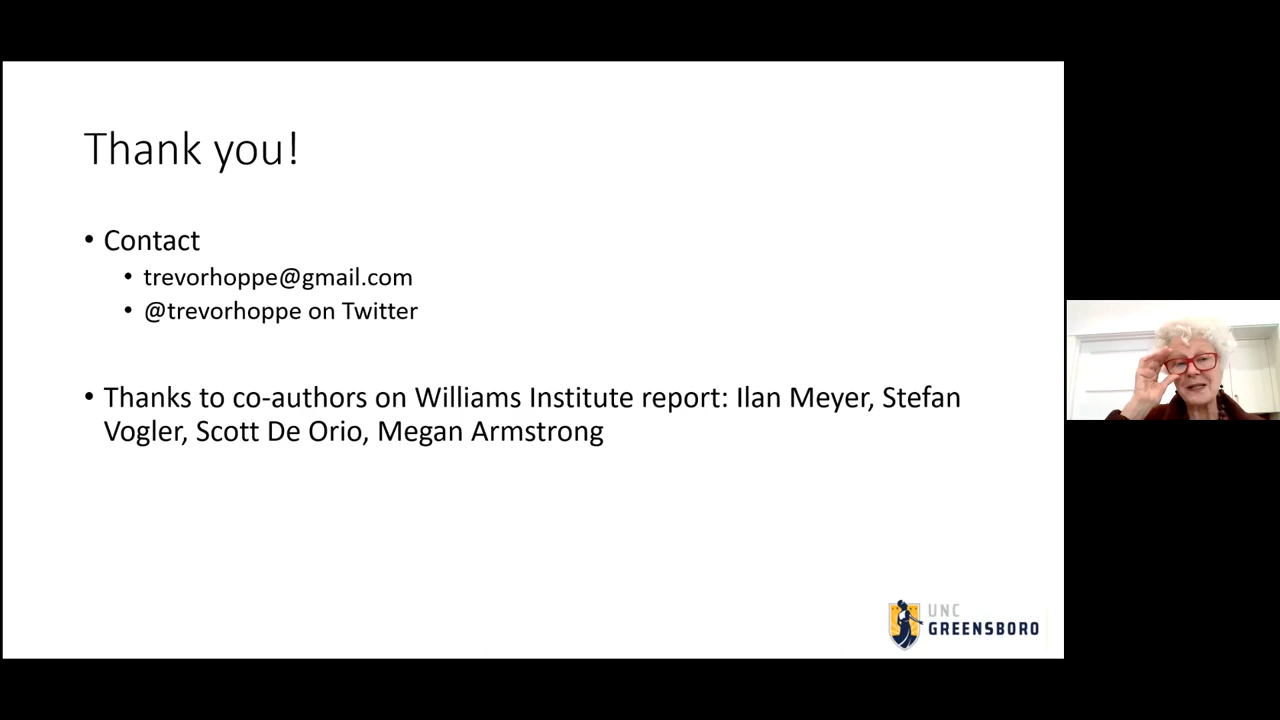 Thank you!
• Contact
• trevorhoppe@gmail.com
• @trevorhoppe on Twitter
• Thanks to co-authors on Williams Institute report: Ilan Meyer, Stefan
Vogler, Scott De Orio, Megan Armstrong
UNC
GREENSBORO